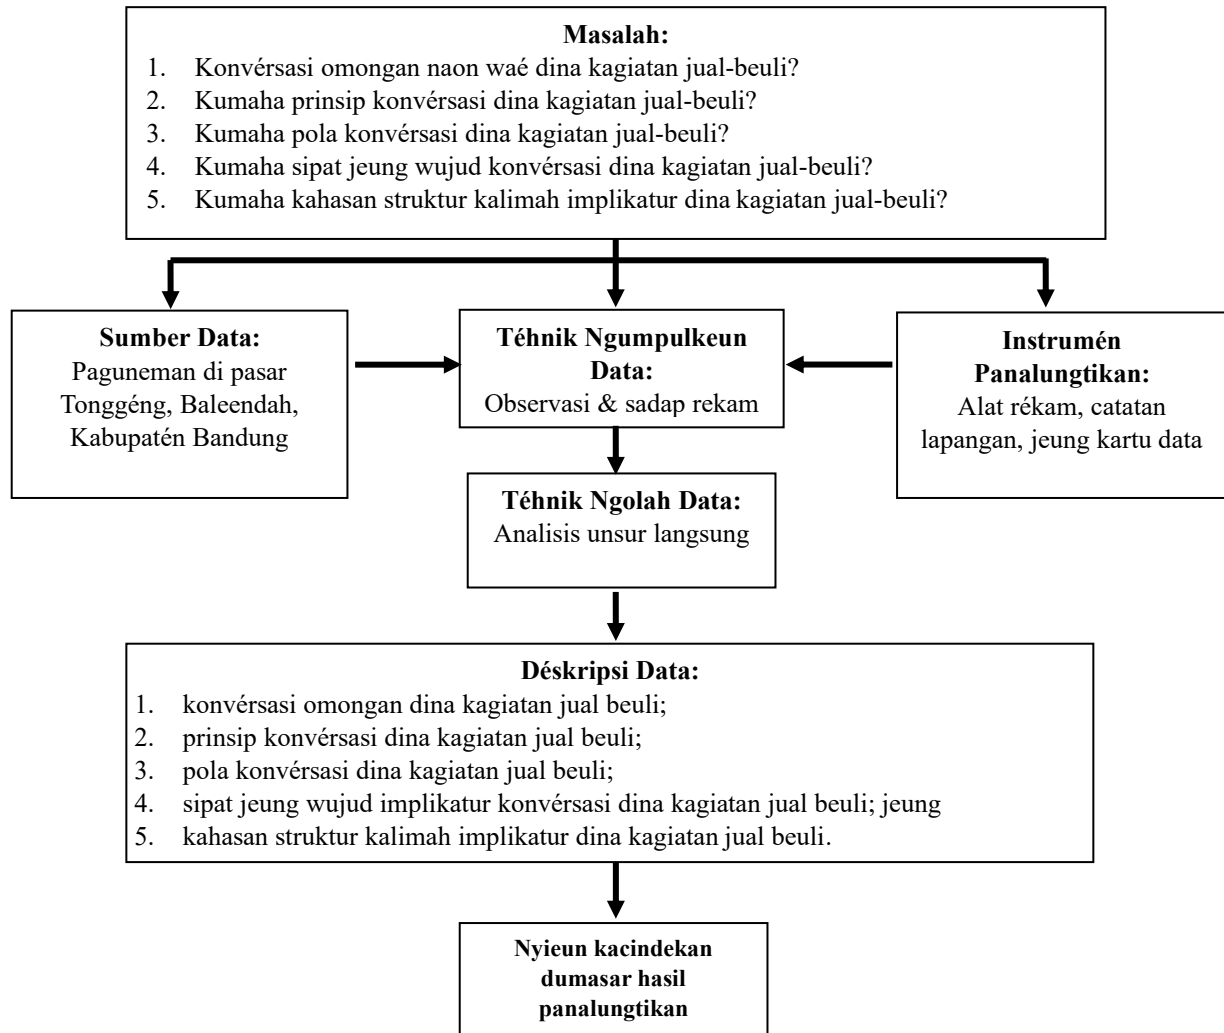 Masalah:
1. Konvérsasi omongan naon waé dina kagiatan jual-beuli?
2. Kumaha prinsip konvérsasi dina kagiatan jual-beuli?
3. Kumaha pola konvérsasi dina kagiatan jual-beuli?
4. Kumaha sipat jeung wujud konvérsasi dina kagiatan jual-beuli?
5. Kumaha kahasan struktur kalimah implikatur dina kagiatan jual-beuli?
Sumber Data:
Paguneman di pasar
Tonggéng, Baleendah,
Kabupatén Bandung
Téhnik Ngumpulkeun
Data:
Observasi & sadap rekam
Instrumén
Panalungtikan:
Alat rékam, catatan
lapangan, jeung kartu data
Téhnik Ngolah Data:
Analisis unsur langsung
Déskripsi Data:
1. konvérsasi omongan dina kagiatan jual beuli;
2. prinsip konvérsasi dina kagiatan jual beuli;
3. pola konvérsasi dina kagiatan jual beuli;
4. sipat jeung wujud implikatur konvérsasi dina kagiatan jual beuli; jeung
5. kahasan struktur kalimah implikatur dina kagiatan jual beuli.
Nyieun kacindekan
dumasar hasil
panalungtikan